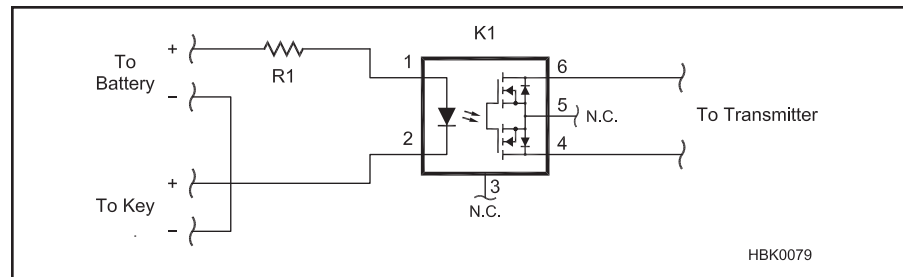 K1
+
To
Battery
–
R1
1
2
6
5
N.C.
4
To Transmitter
+
To Key
–
3
N.C.
HBK0079